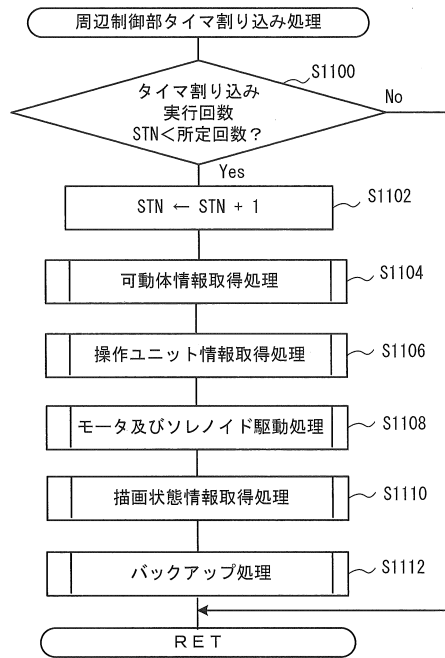 周辺制御部タイマ割り込み処理
S1100
タイマ割り込み
実行回数
STN<所定回数?
No
Yes
STN ← STN + 1
S1102
可動体情報取得処理
S1104
操作ユニット情報取得処理
S1106
モータ及びソレノイド駆動処理
S1108
描画状態情報取得処理
S1110
バックアップ処理
S1112
RET